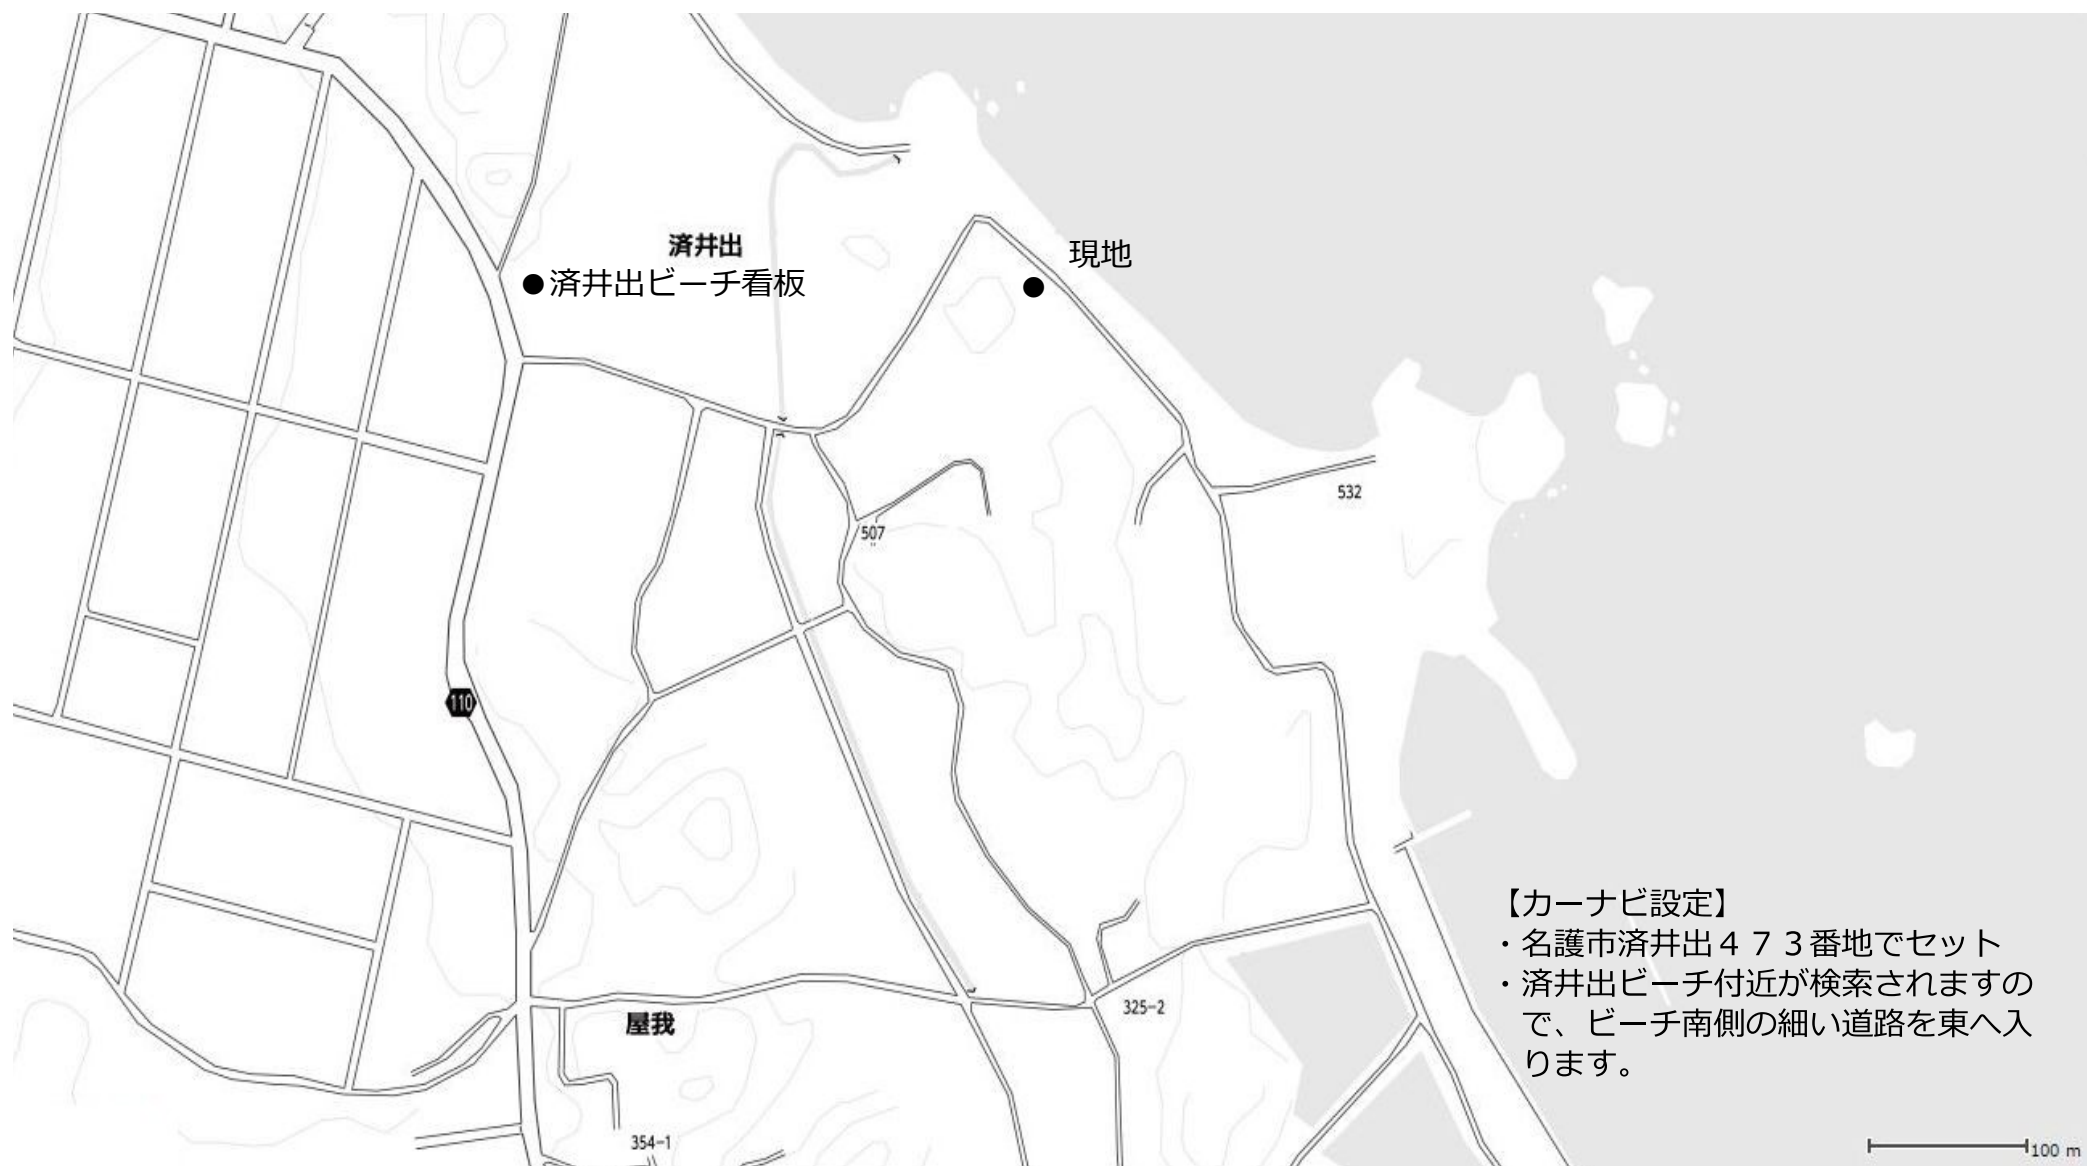 済井出
●済井出ビーチ看板
現地
532
507
110
【カーナビ設定】
・名護市済井出４７３番地でセット
・済井出ビーチ付近が検索されますの
で、ビーチ南側の細い道路を東へ入
ります。
325-2
屋我
354-1
100 m